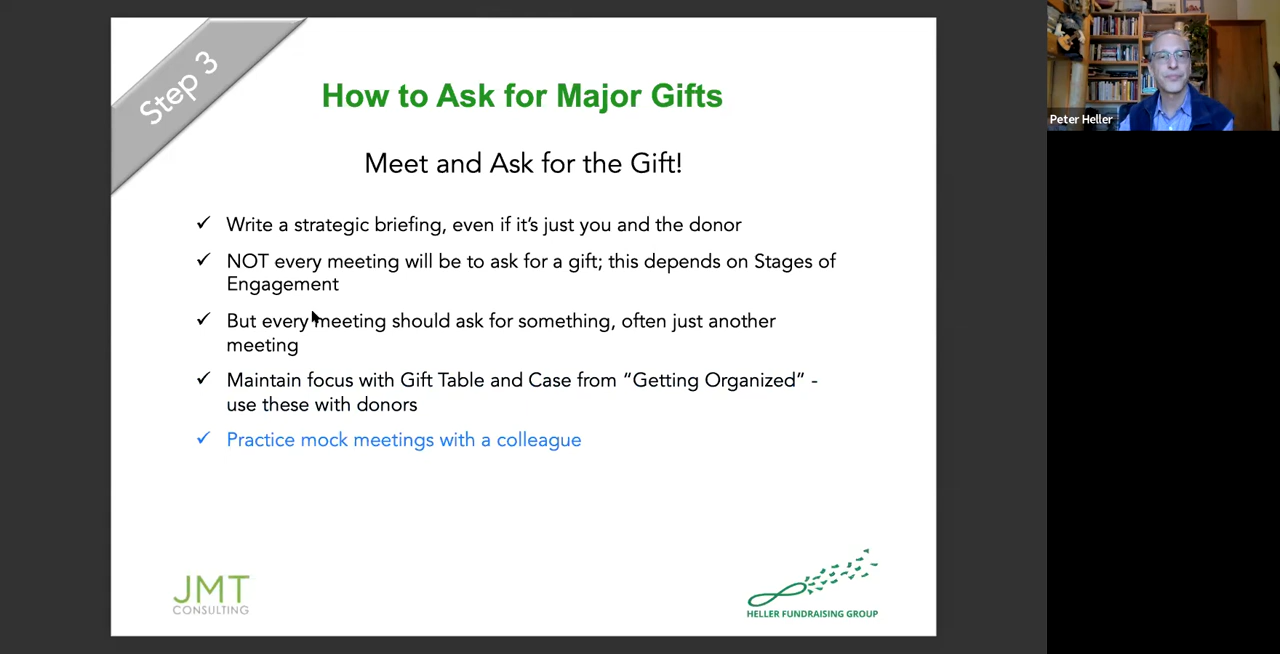 Step 3
How to Ask for Major Gifts
Meet and Ask for the Gift!
✓ Write a strategic briefing, even if it’s just you and the donor
✓ NOT every meeting will be to ask for a gift; this depends on Stages of
Engagement
✓ But every meeting should ask for something, often just another
meeting
✓ Maintain focus with Gift Table and Case from “Getting Organized” -
use these with donors
✓ Practice mock meetings with a colleague
JMT
CONSULTING
HELLER FUNDRAISING GROUP
Peter Heller